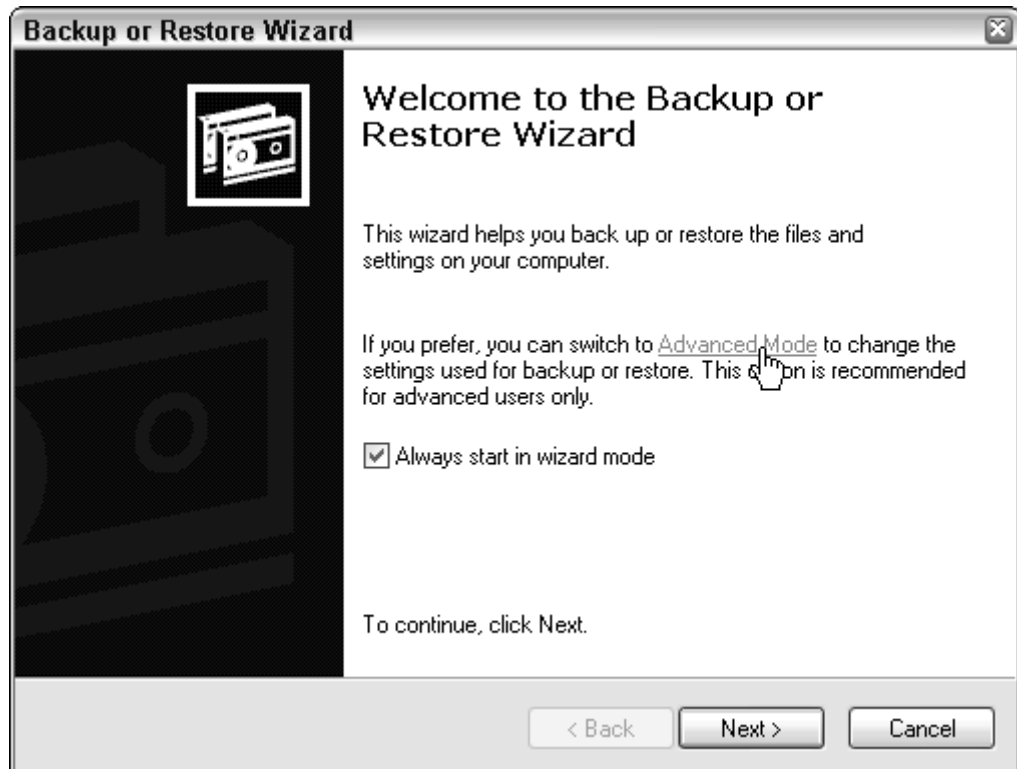 Backup or Restore Wizard
Welcome to the Backup or
Restore Wizard
This wizard helps you back up or restore the files and
settings on your computer.
If you prefer, you can switch to Advanced Mode to change the
settings used for backup or restore. This is recommended
for advanced users only.
Always start in wizard mode
To continue, click Next.
< Back
Next >
Cancel